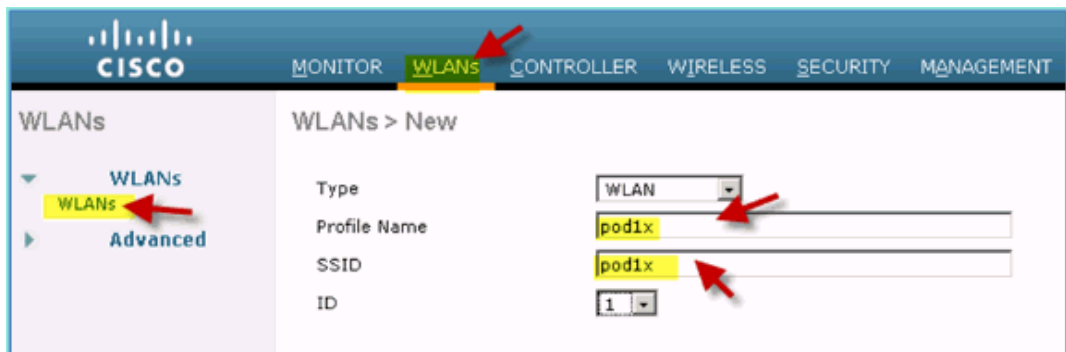 CISCO
MONITOR WLANs CONTROLLER WIRELESS SECURITY MANAGEMENT
WLANs
WLANs > New
WLANs
WLANs
Advanced
Type WLAN
Profile Name pod1x
SSID pod1x
ID 1